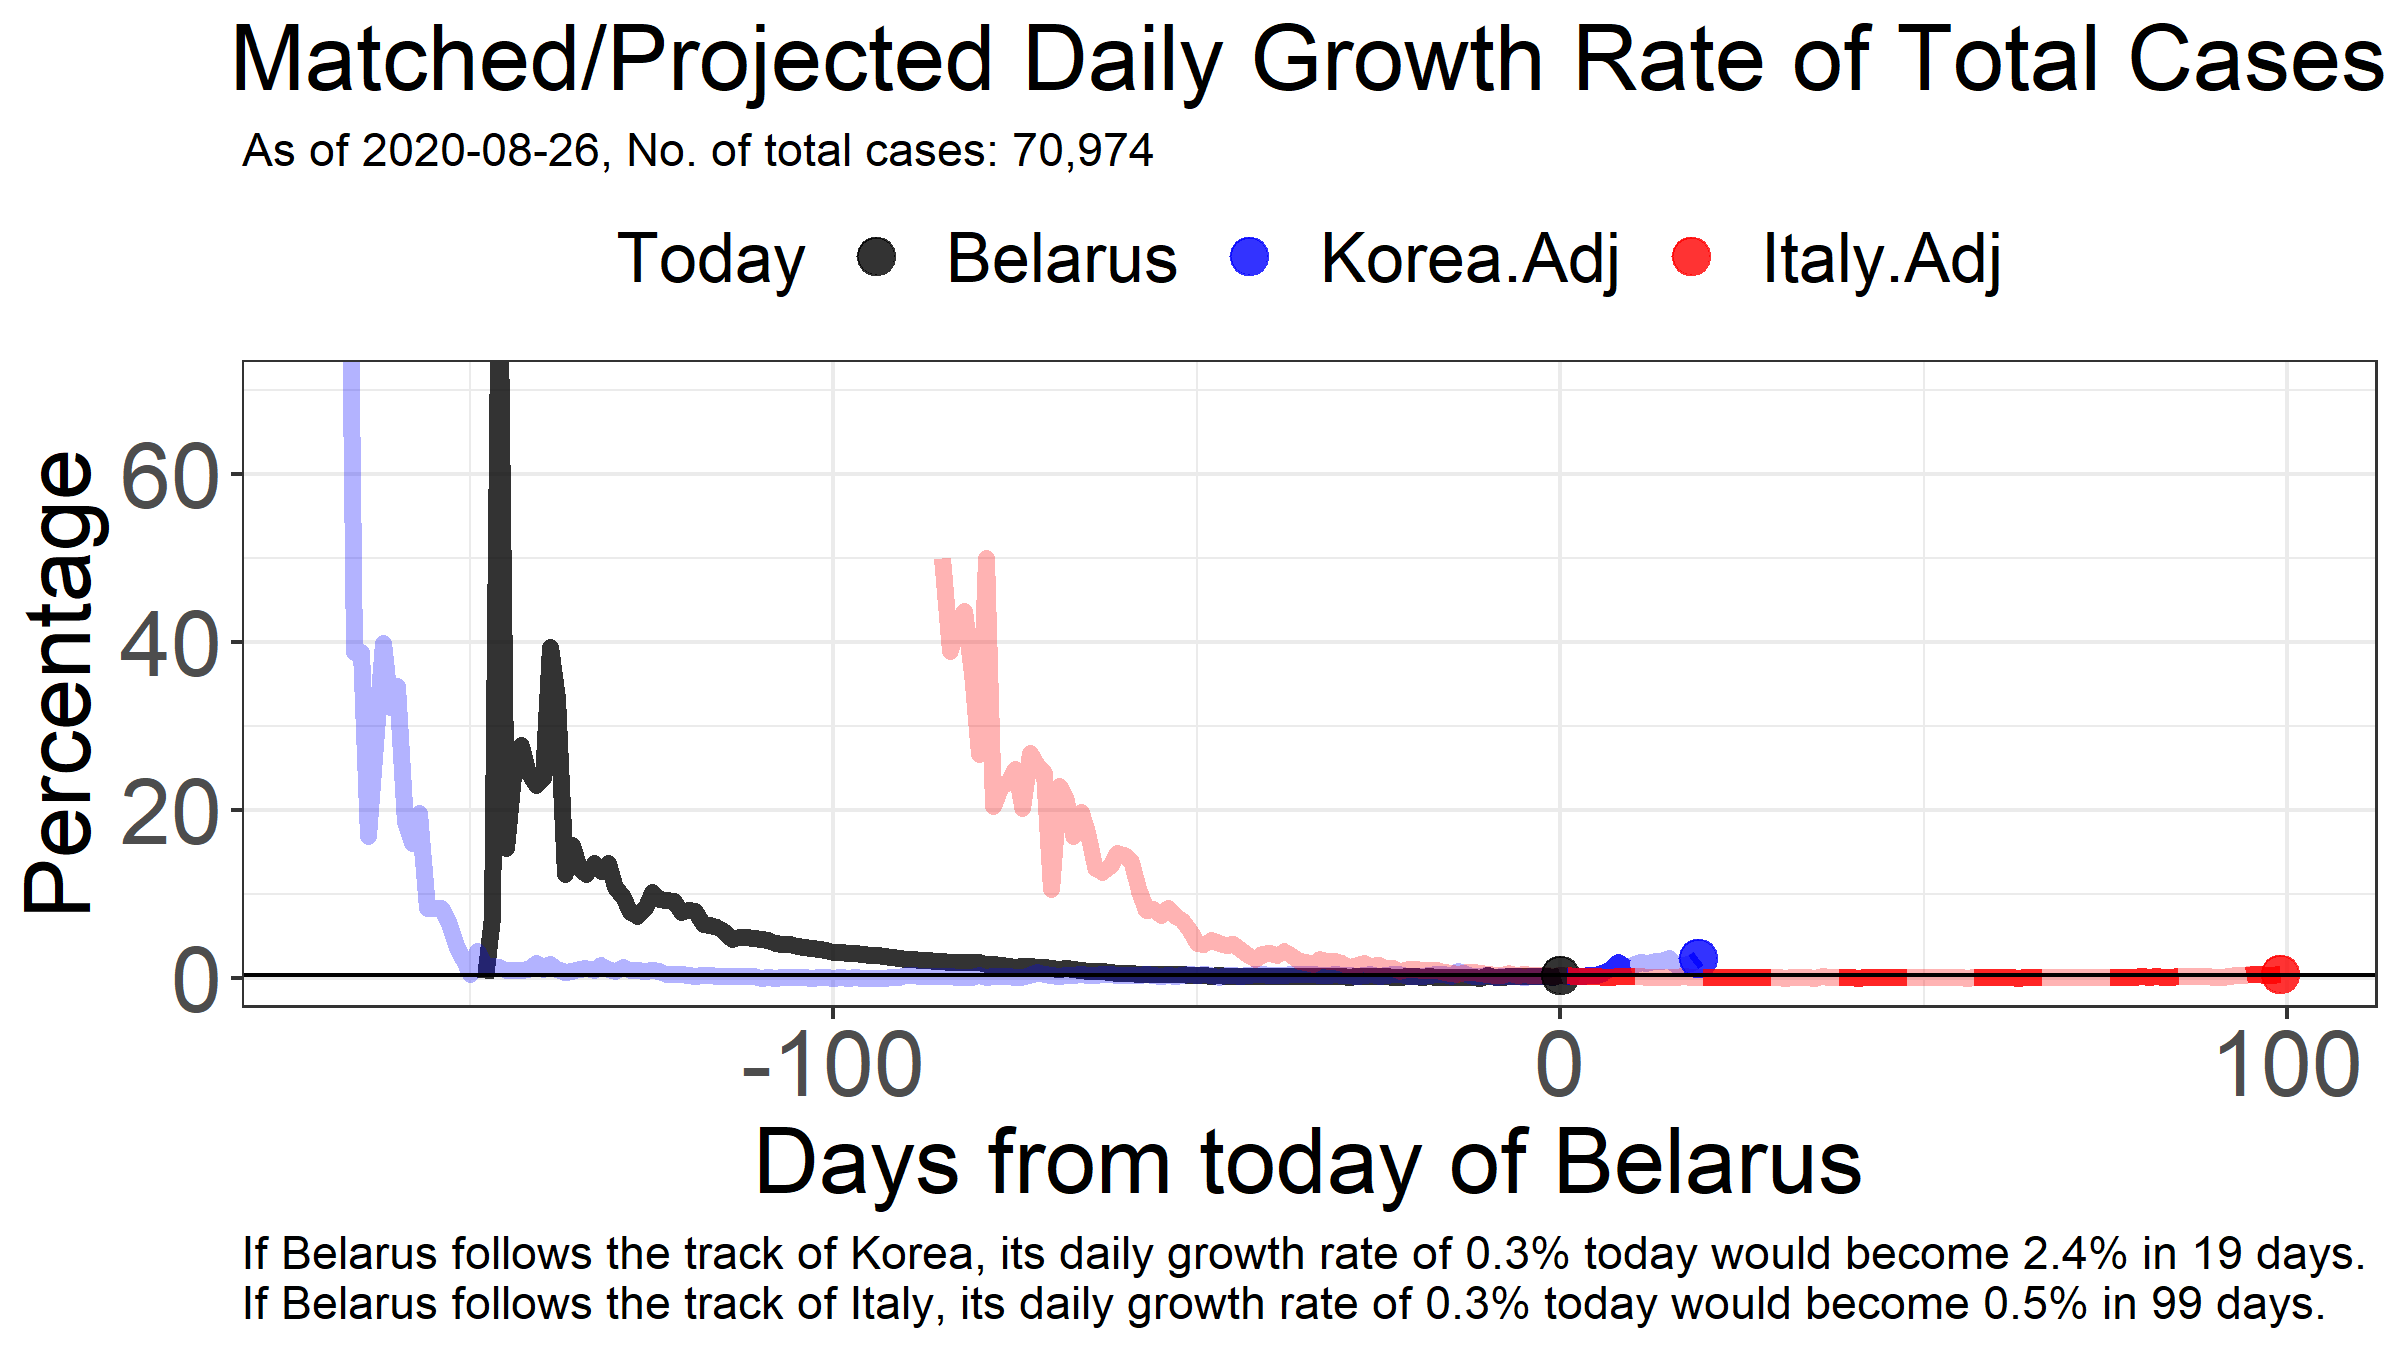 Matched/Projected Daily Growth Rate of Total Cases
As of 2020-08-26, No. of total cases: 70,974
Today Belarus Korea.Adj Italy.Adj
Percentage
60
40
20
0
-100 0 100
Days from today of Belarus
If Belarus follows the track of Korea, its daily growth rate of 0.3% today would become 2.4% in 19 days.
If Belarus follows the track of Italy, its daily growth rate of 0.3% today would become 0.5% in 99 days.